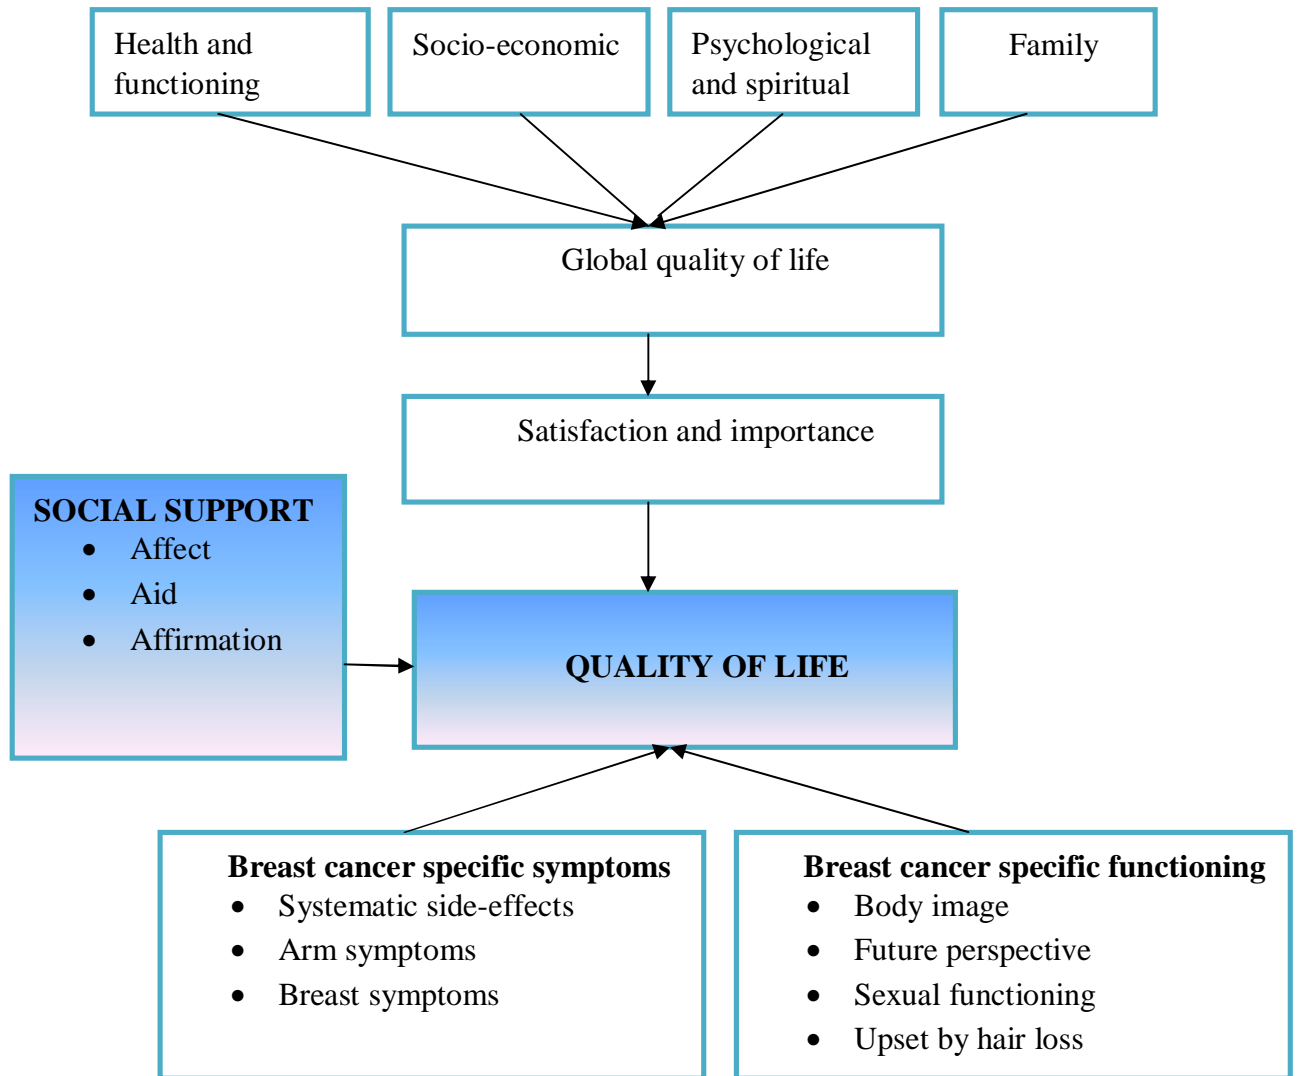 Health and
functioning
Socio-economic
Psychological
and spiritual
Family
Global quality of life
Satisfaction and importance
SOCIAL SUPPORT
• Affect
• Aid
• Affirmation
QUALITY OF LIFE
Breast cancer specific symptoms
• Systematic side-effects
• Arm symptoms
• Breast symptoms
Breast cancer specific functioning
• Body image
• Future perspective
• Sexual functioning
• Upset by hair loss